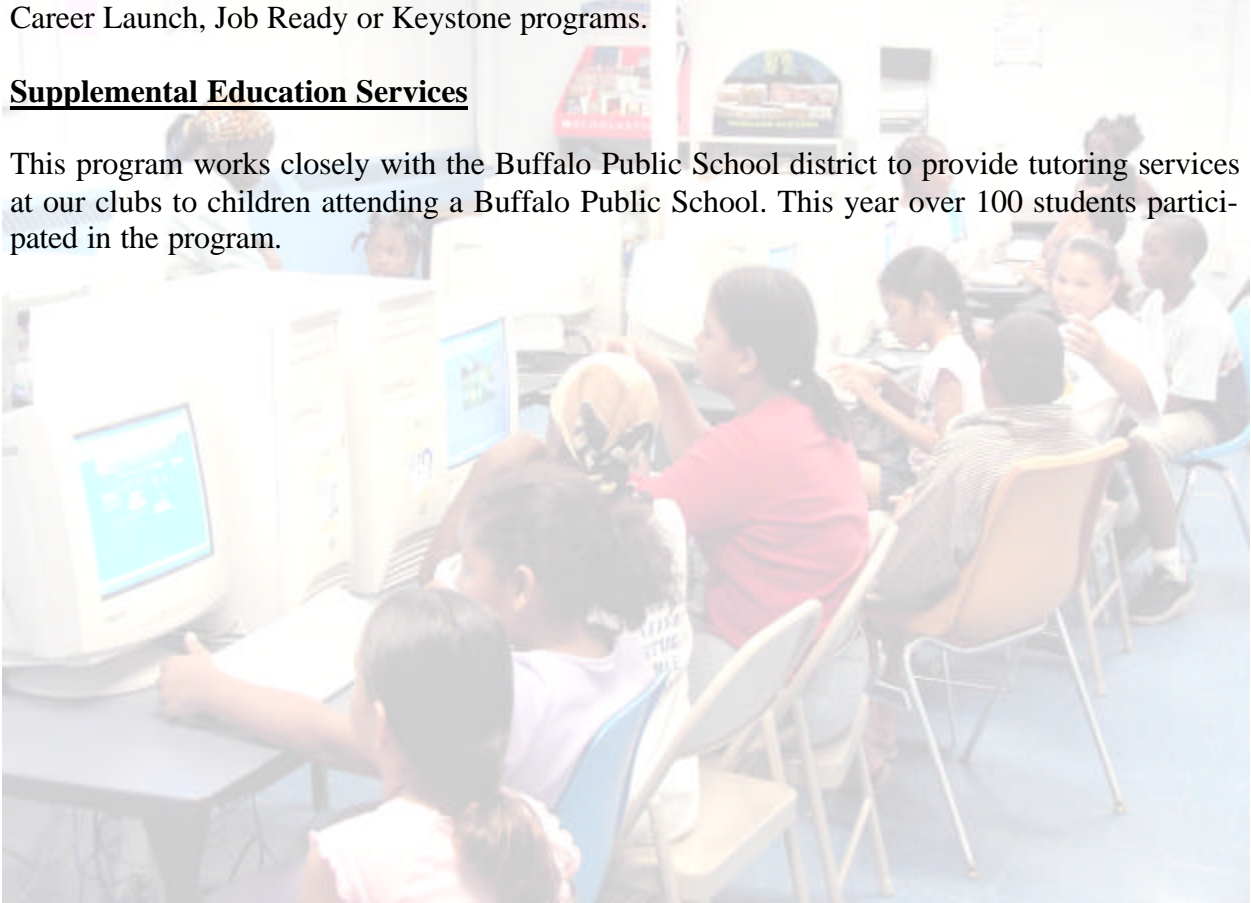 Career Launch, Job Ready or Keystone programs.
Supplemental Education Services
This program works closely with the Buffalo Public School district to provide tutoring services
at our clubs to children attending a Buffalo Public School. This year over 100 students partici-
pated in the program.
SCHOLASTIC